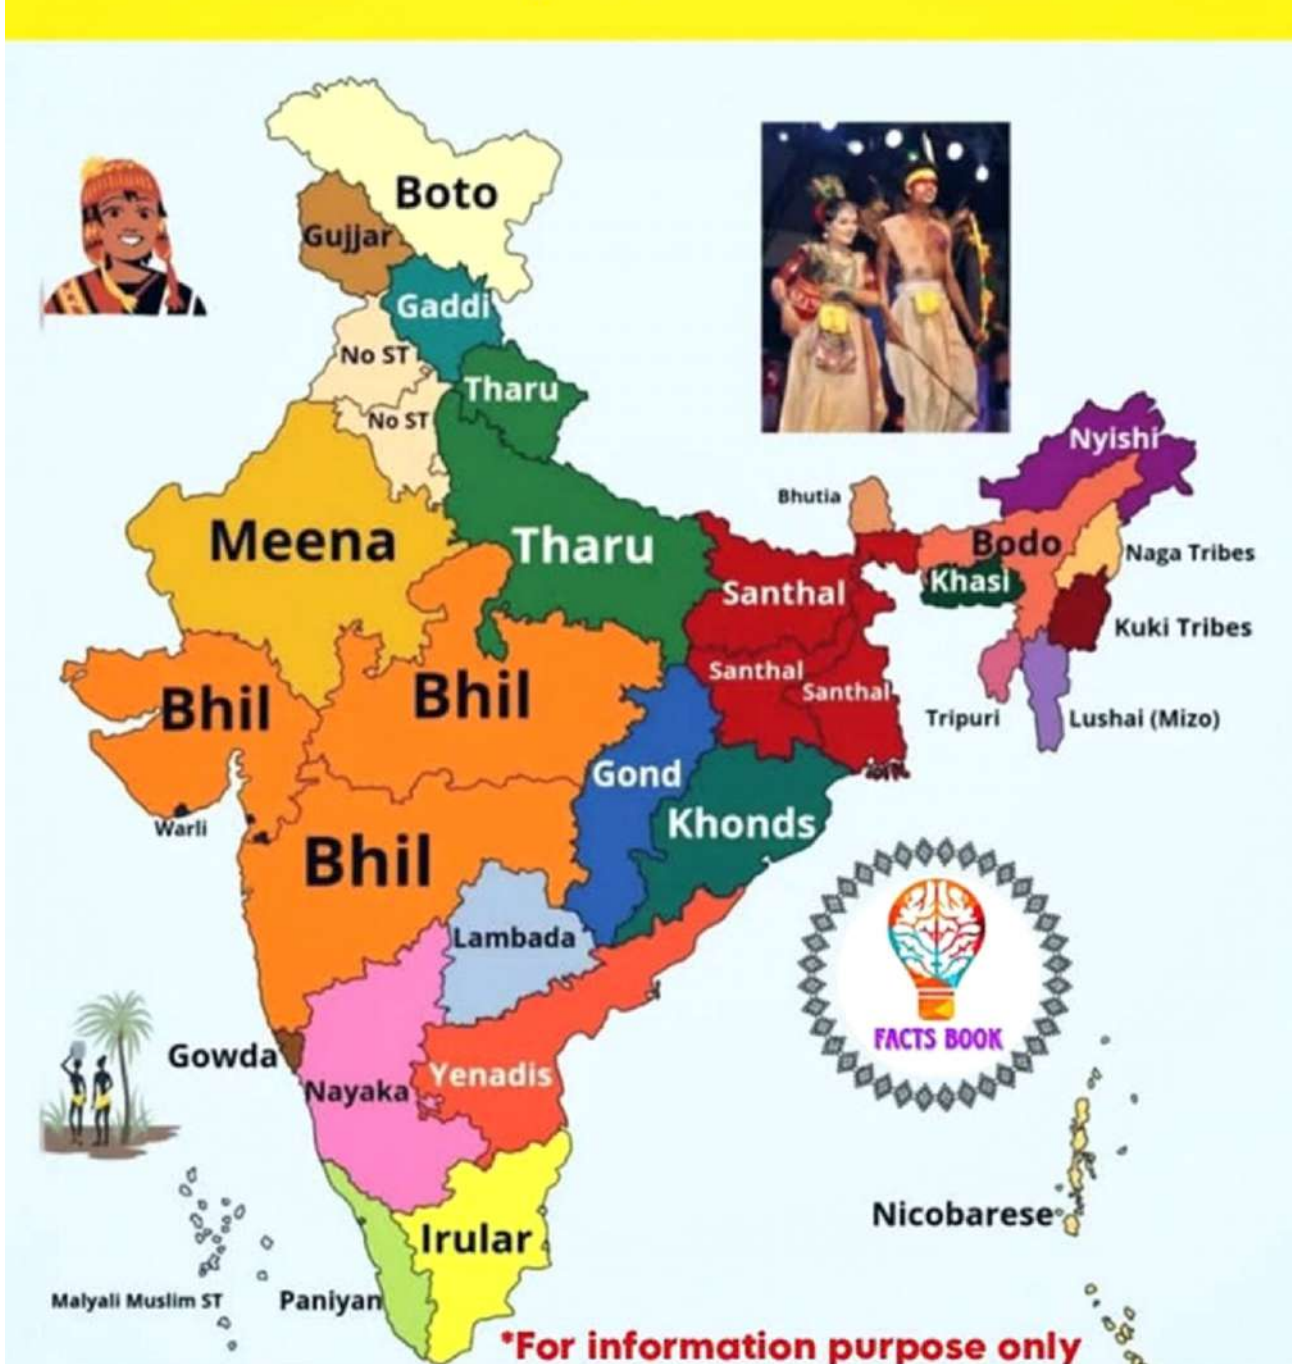 Boto
Gujjar
Gaddi
No ST
Tharu
No ST
Nyishi
Bhutia
Meena
Tharu
Bodo
Naga Tribes
Khasi
Santhal
Kuki Tribes
Santhal
Santhal
Bhil
Bhil
Tripuri
Lushai (Mizo)
Gond
Khonds
Warli
Bhil
Lambada
FACTS BOOK
Gowda
Yenadis
Nayaka
Nicobarese
Irular
Malyali Muslim ST
Paniyan
*For information purpose only